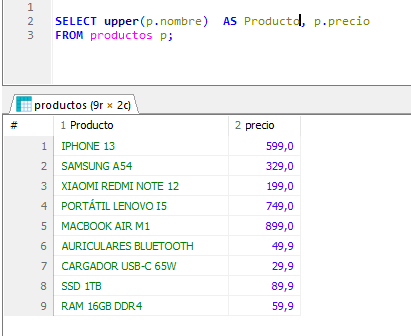 1
2 SELECT upper(p.nombre)  AS Producto, p.precio
3 FROM productos p;
productos (9r × 2c)
# 1 Producto 2 precio
1 IPHONE 13 599,0
2 SAMSUNG A54 329,0
3 XIAOMI REDMI NOTE 12 199,0
4 PORTÁTIL LENOVO I5 749,0
5 MACBOOK AIR M1 899,0
6 AURICULARES BLUETOOTH 49,9
7 CARGADOR USB-C 65W 29,9
8 SSD 1TB 89,9
9 RAM 16GB DDR4 59,9